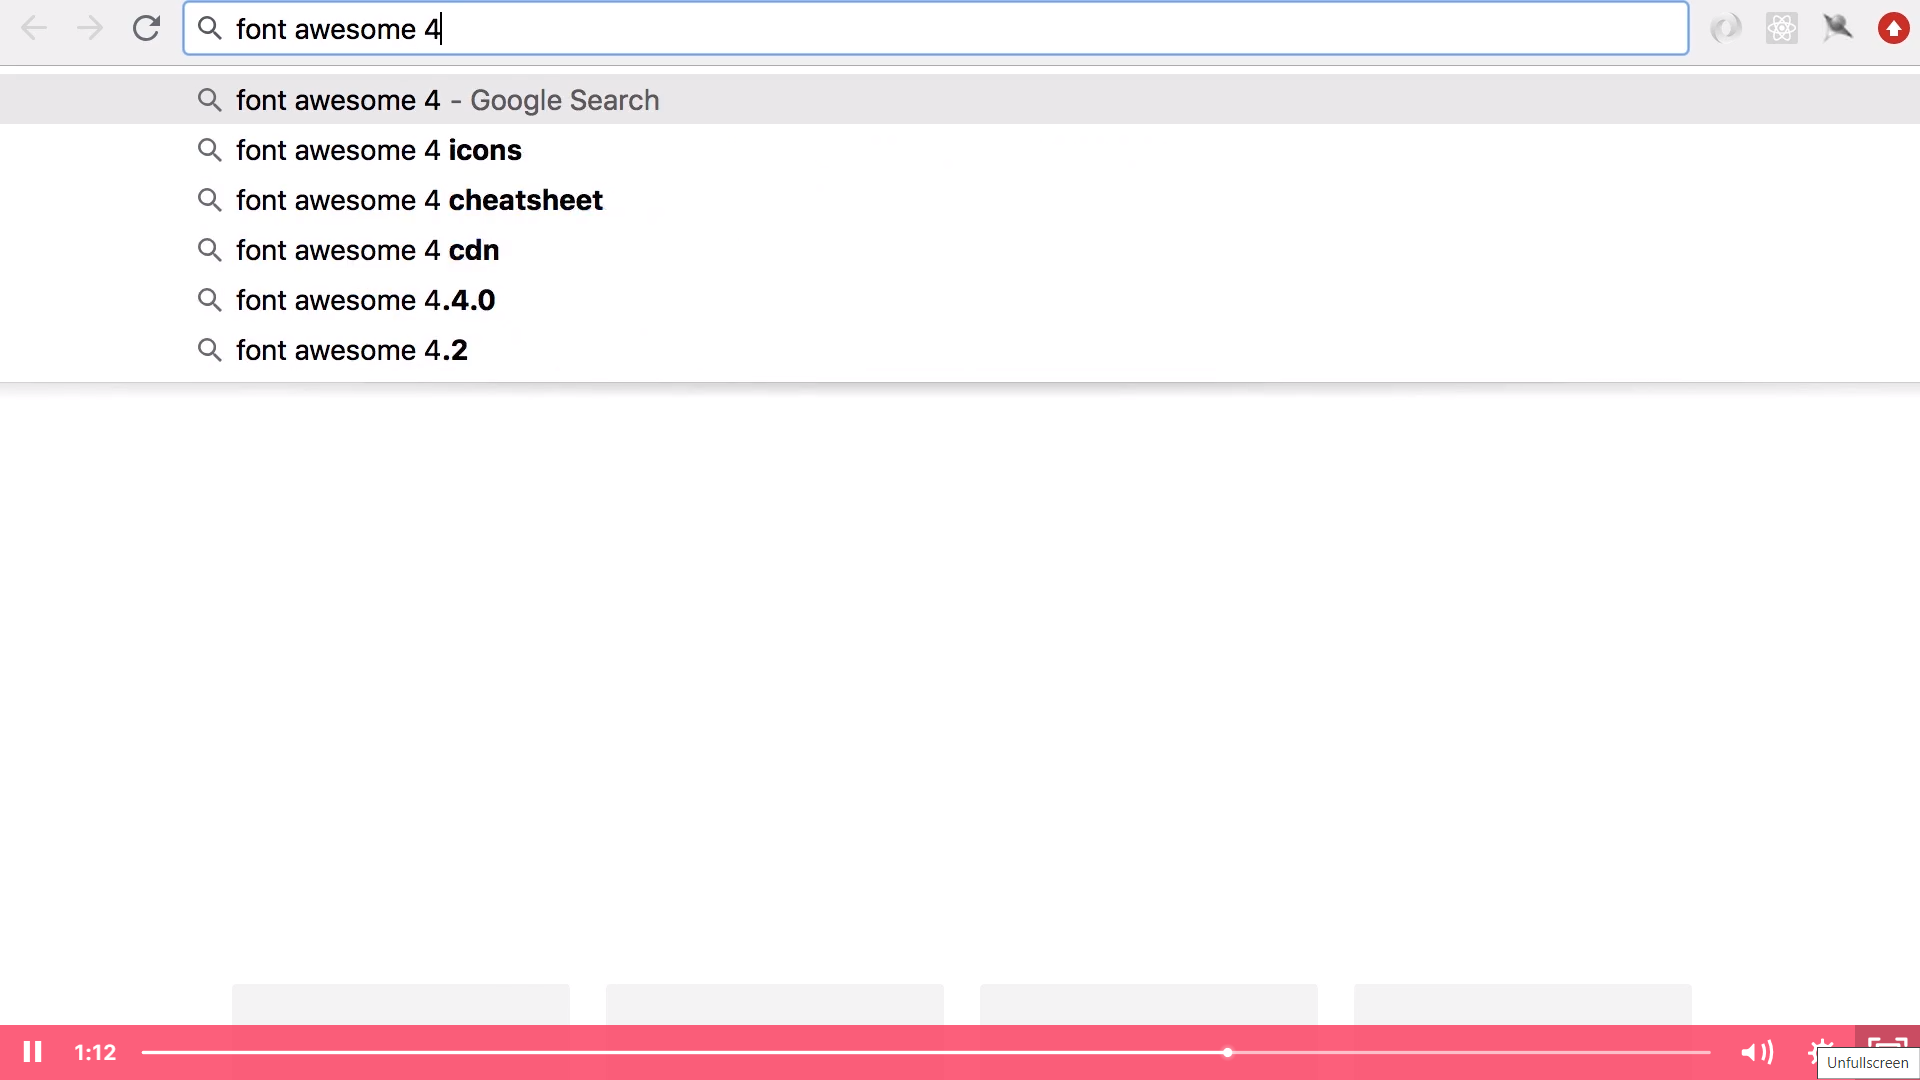 font awesome 4
font awesome 4 - Google Search
font awesome 4 icons
font awesome 4 cheatsheet
font awesome 4 cdn
font awesome 4.4.0
font awesome 4.2
1:12
Unfullscreen